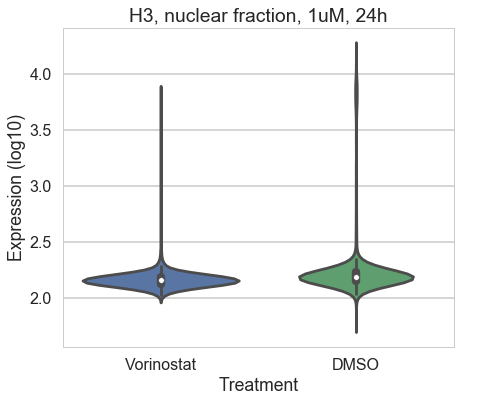 H3, nuclear fraction, 1uM, 24h
Expression (log10)
4.0
3.5
3.0
2.5
2.0
Vorinostat
DMSO
Treatment